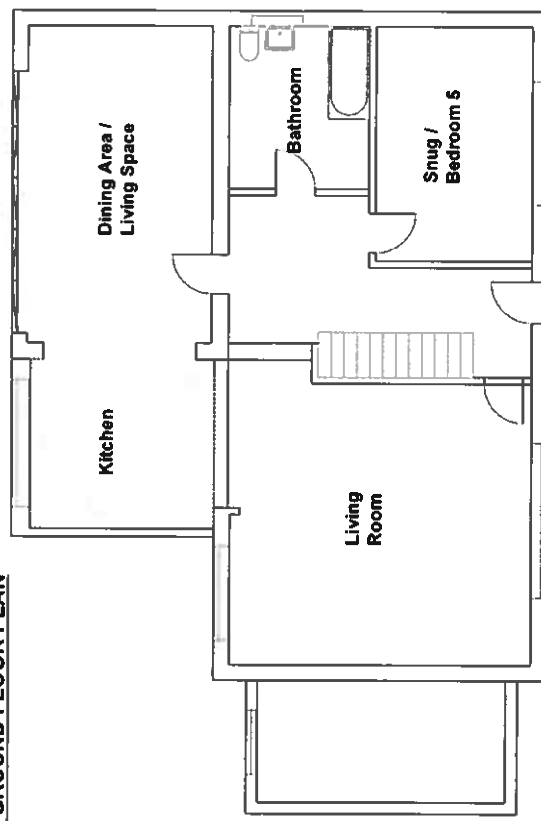 GROUND FLOOR PLAN
Kitchen
Dining Area /
Living Space
Bathroom
Living
Room
Snug /
Bedroom 5